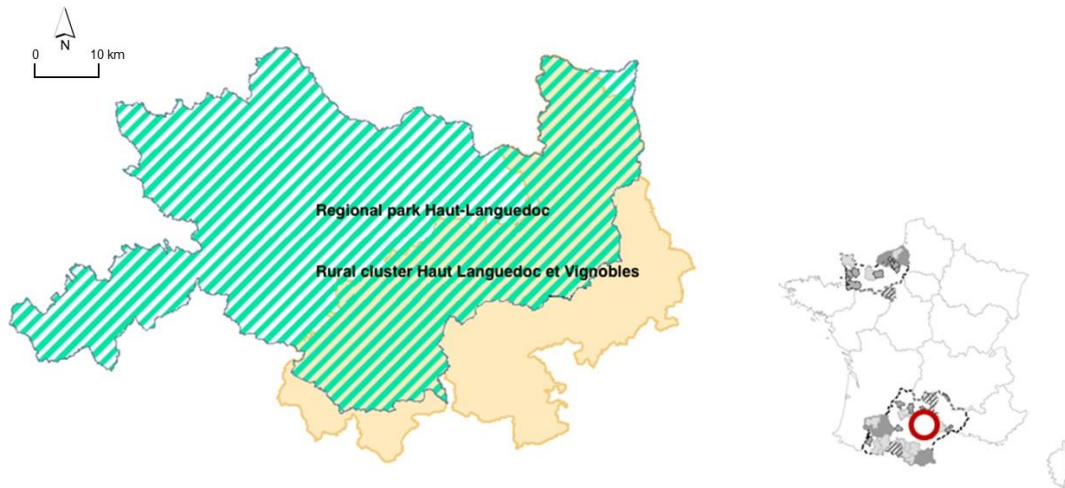 N
0 10 km
Regional park Haut-Languedoc
Rural cluster Haut Languedoc et Vignobles